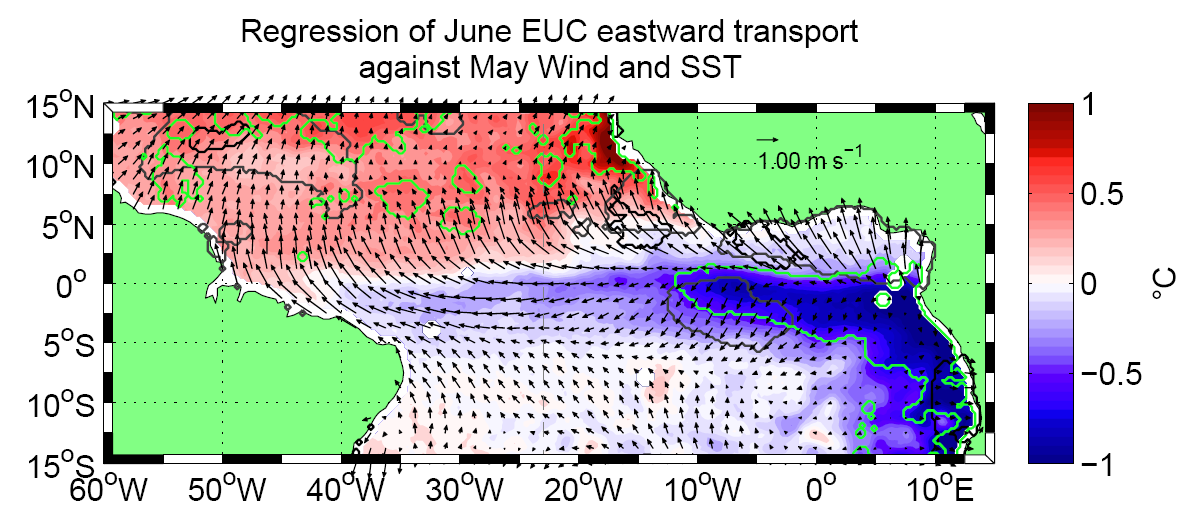 Regression of June EUC eastward transport
against May Wind and SST
15°N
10°N
5°N
0°
5°S
10°S
15°S
60°W
50°W
40°W
30°W
20°W
10°W
0°
10°E
1.00 m s⁻¹
1
0.5
0
−0.5
−1
°C